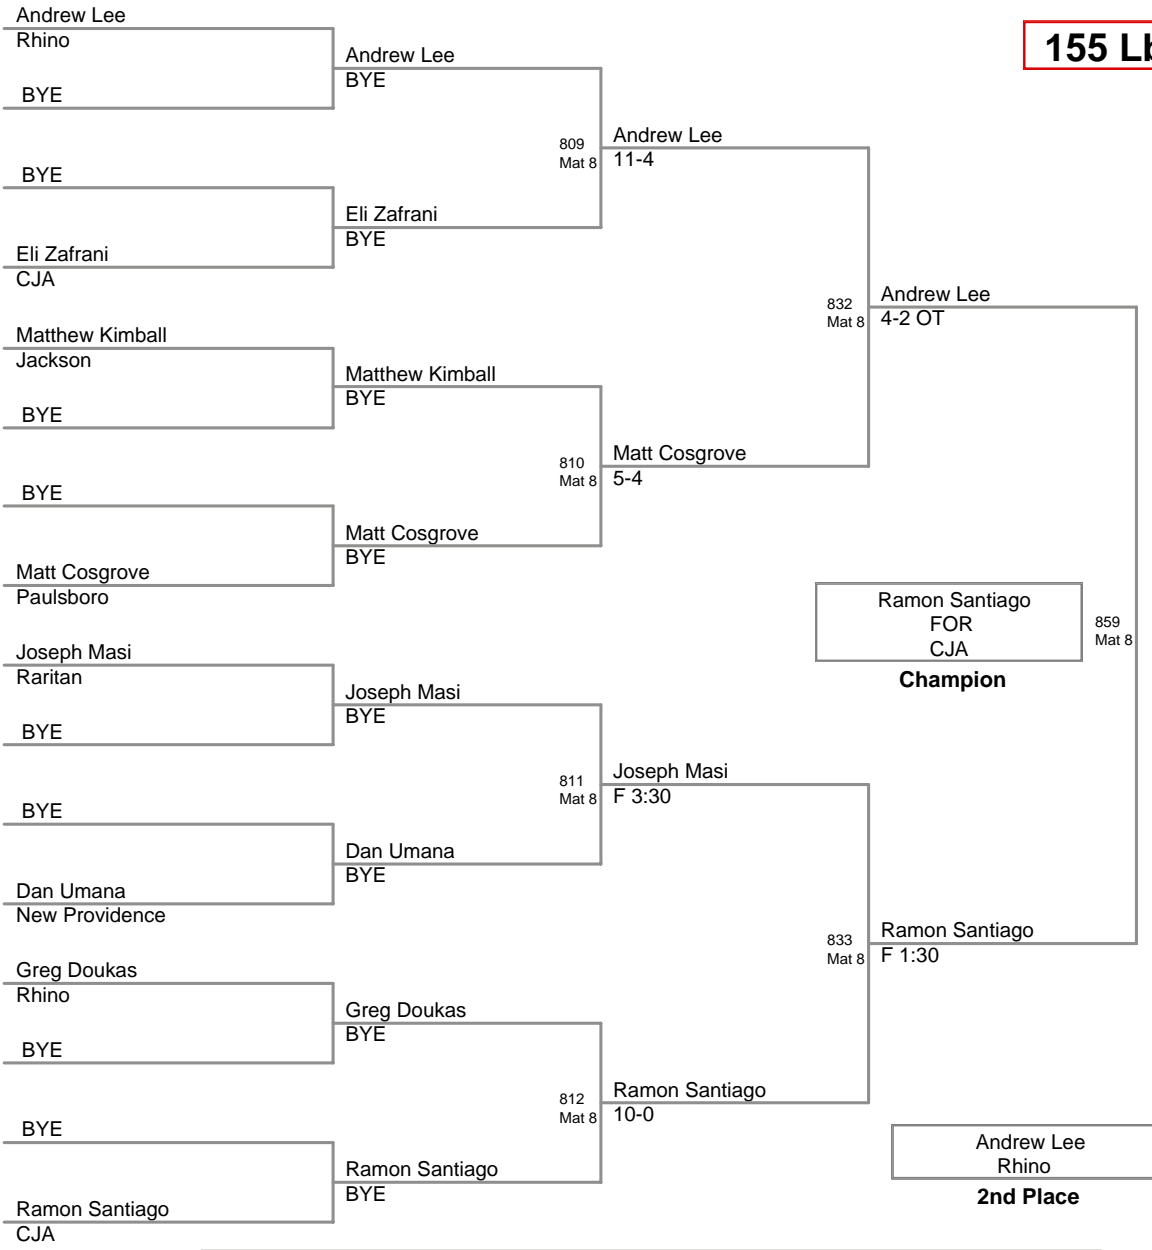 Andrew Lee
Rhino
BYE
BYE
Eli Zafrani
CJA
Matthew Kimball
Jackson
BYE
BYE
Matt Cosgrove
Paulsboro
Joseph Masi
Raritan
BYE
BYE
Dan Umana
New Providence
Greg Doukas
Rhino
BYE
BYE
Ramon Santiago
CJA
Andrew Lee
BYE
Eli Zafrani
BYE
Matthew Kimball
BYE
Matt Cosgrove
BYE
Joseph Masi
BYE
Dan Umana
BYE
Greg Doukas
BYE
Ramon Santiago
BYE
809
Mat 8
Andrew Lee
11-4
810
Mat 8
Matt Cosgrove
5-4
811
Mat 8
Joseph Masi
F 3:30
812
Mat 8
Ramon Santiago
10-0
832
Mat 8
Andrew Lee
4-2 OT
833
Mat 8
Ramon Santiago
F 1:30
155 Lb
Ramon Santiago
FOR
CJA
Champion
859
Mat 8
Andrew Lee
Rhino
2nd Place